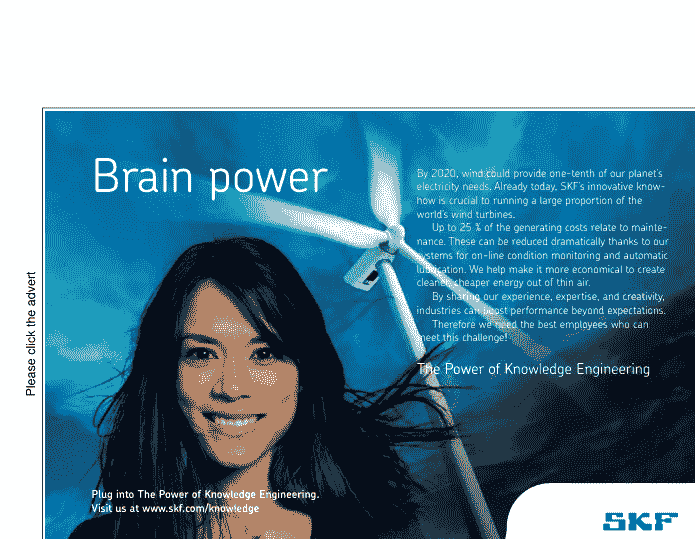 Brain power
By 2020, wind could provide one-tenth of our planet's
electricity needs. Already today, SKF's innovative know-
how is crucial to running a large proportion of the
world's wind turbines.
Up to 25 % of the generating costs relate to mainte-
nance. These can be reduced dramatically thanks to our
systems for on-line condition monitoring and automatic
lubrication. We help make it more economical to create
cleaner, cheaper energy out of thin air.
By sharing our experience, expertise, and creativity,
industries can boost performance beyond expectations.
Therefore we need the best employees who can
meet this challenge!
The Power of Knowledge Engineering
Please click the advert
Plug into The Power of Knowledge Engineering.
Visit us at www.skf.com/knowledge
SKF